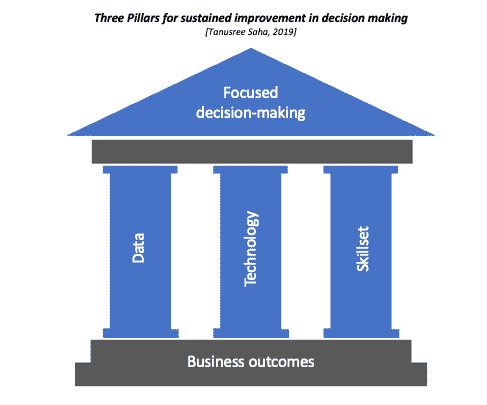 Three Pillars for sustained improvement in decision making
[Tanusree Saha, 2019]
Focused
decision-making
Data
Technology
Skillset
Business outcomes